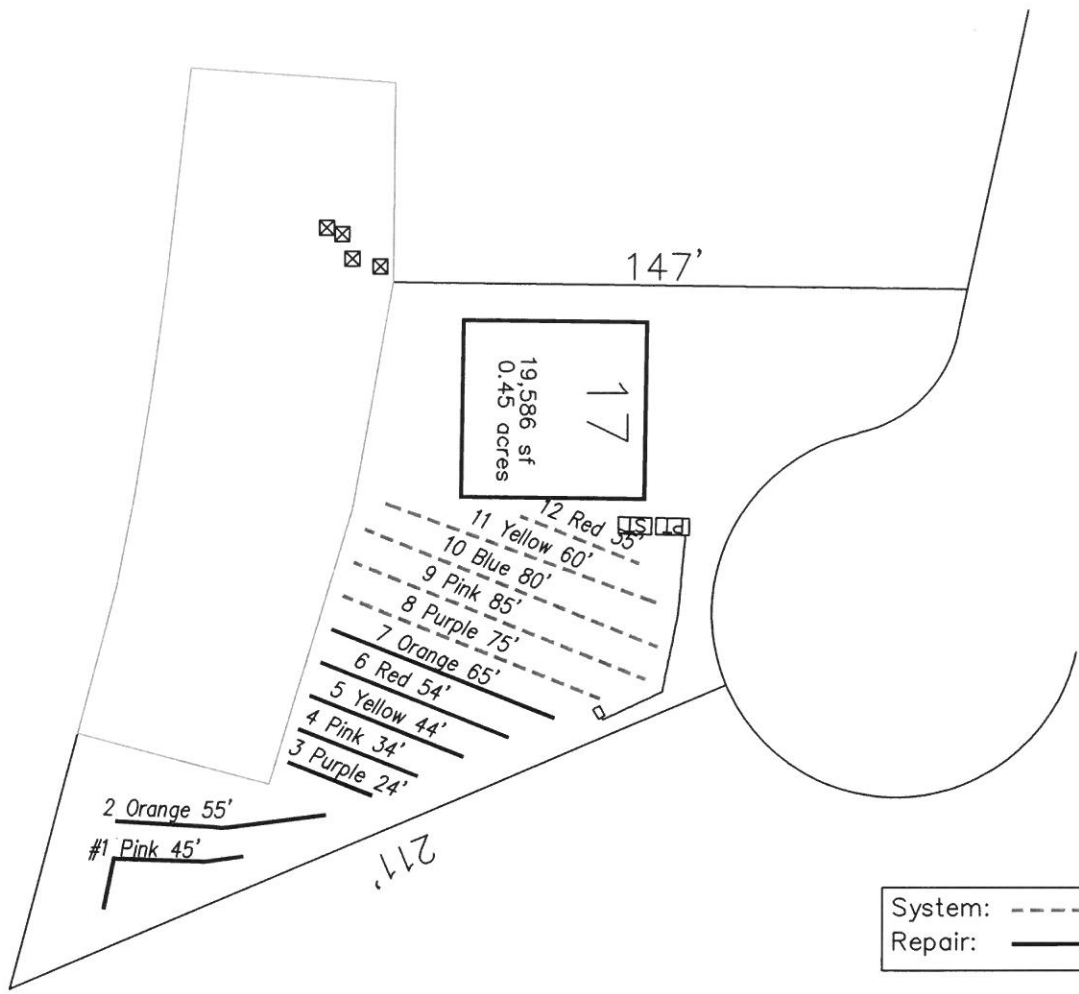 147'
17
19,586 sf
0.45 acres
ST
PT
12 Red 35'
11 Yellow 60'
10 Blue 80'
9 Pink 85'
8 Purple 75'
7 Orange 65'
6 Red 54'
5 Yellow 44'
4 Pink 34'
3 Purple 24'
2 Orange 55'
#1 Pink 45'
211'
System:
Repair: